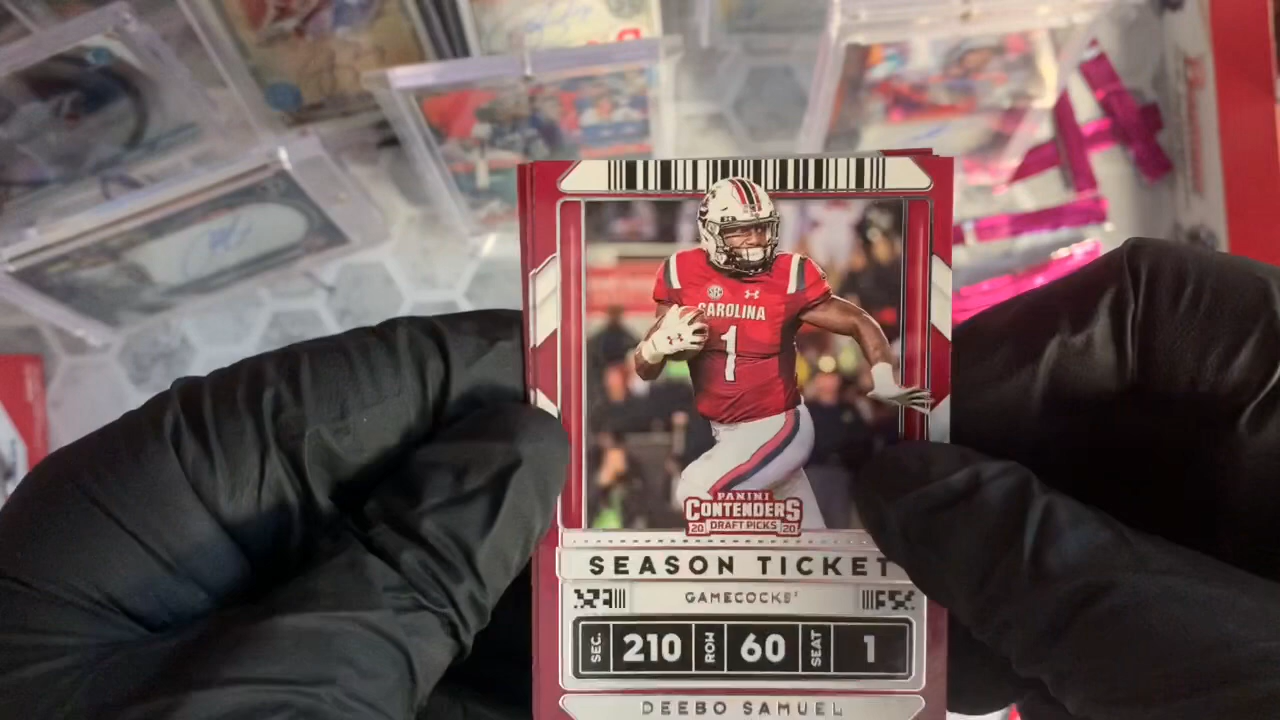 SEC
CAROLINA
1
PANINI
CONTENDERS
20 DRAFT PICKS 20
SEASON TICKET
GAMECOCKS
SEC. 210 ROW 60 SEAT 1
DEEBO SAMUEL